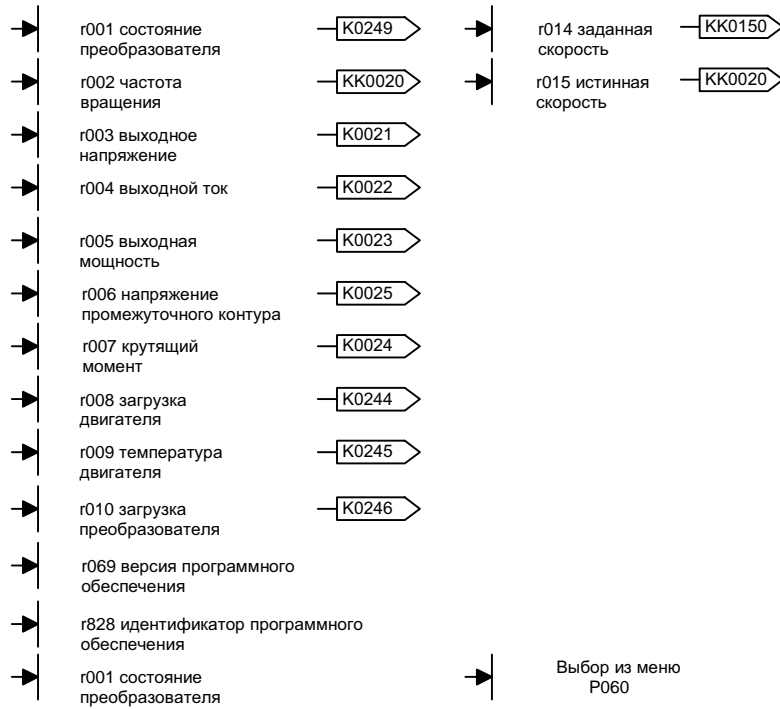 r001 состояние
преобразователя
K0249
r014 заданная
скорость
KK0150
r002 частота
вращения
KK0020
r015 истинная
скорость
KK0020
r003 выходное
напряжение
K0021
r004 выходной ток
K0022
r005 выходная
мощность
K0023
r006 напряжение
промежуточного контура
K0025
r007 крутящий
момент
K0024
r008 загрузка
двигателя
K0244
r009 температура
двигателя
K0245
r010 загрузка
преобразователя
K0246
r069 версия программного
обеспечения
r828 идентификатор программного
обеспечения
r001 состояние
преобразователя
Выбор из меню
P060